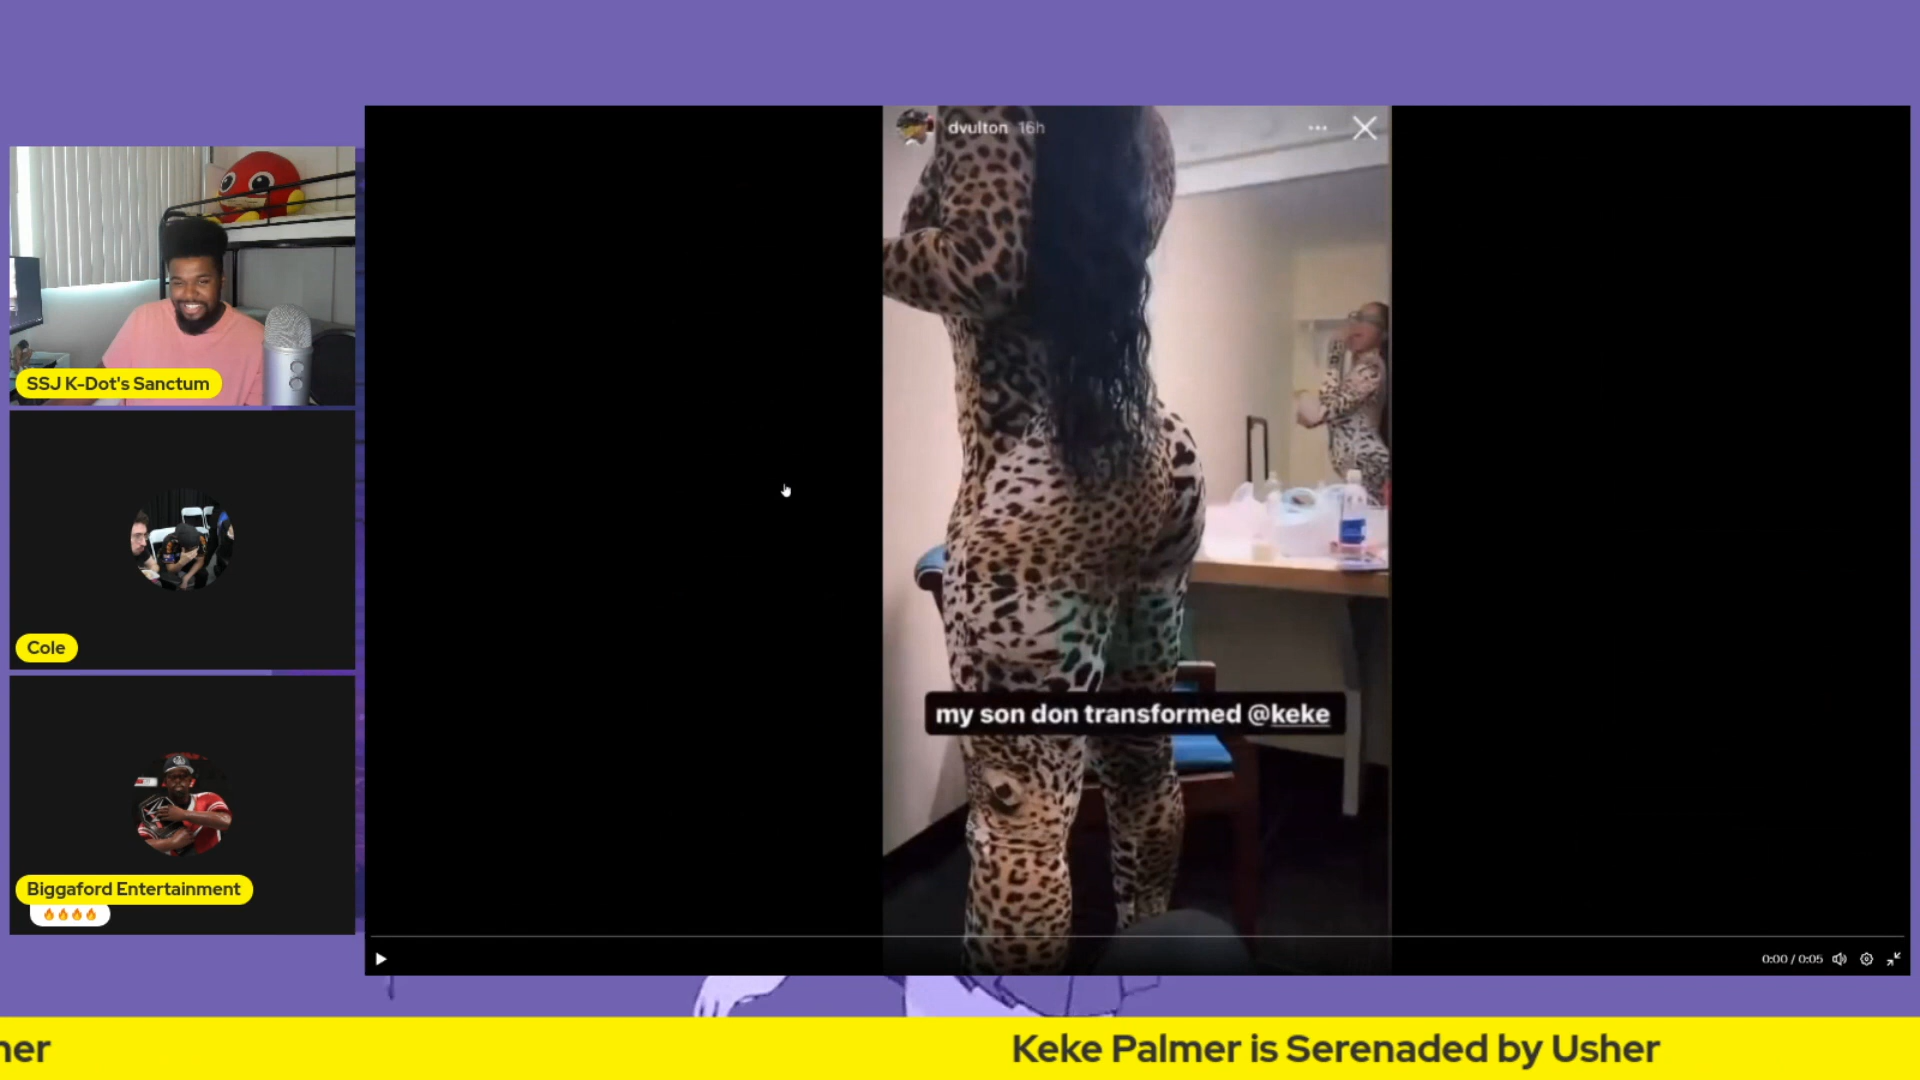 dvulton 16h
SSJ K-Dot's Sanctum
Cole
my son don transformed @keke
Biggaford Entertainment
0:00 / 0:05
Keke Palmer is Serenaded by Usher